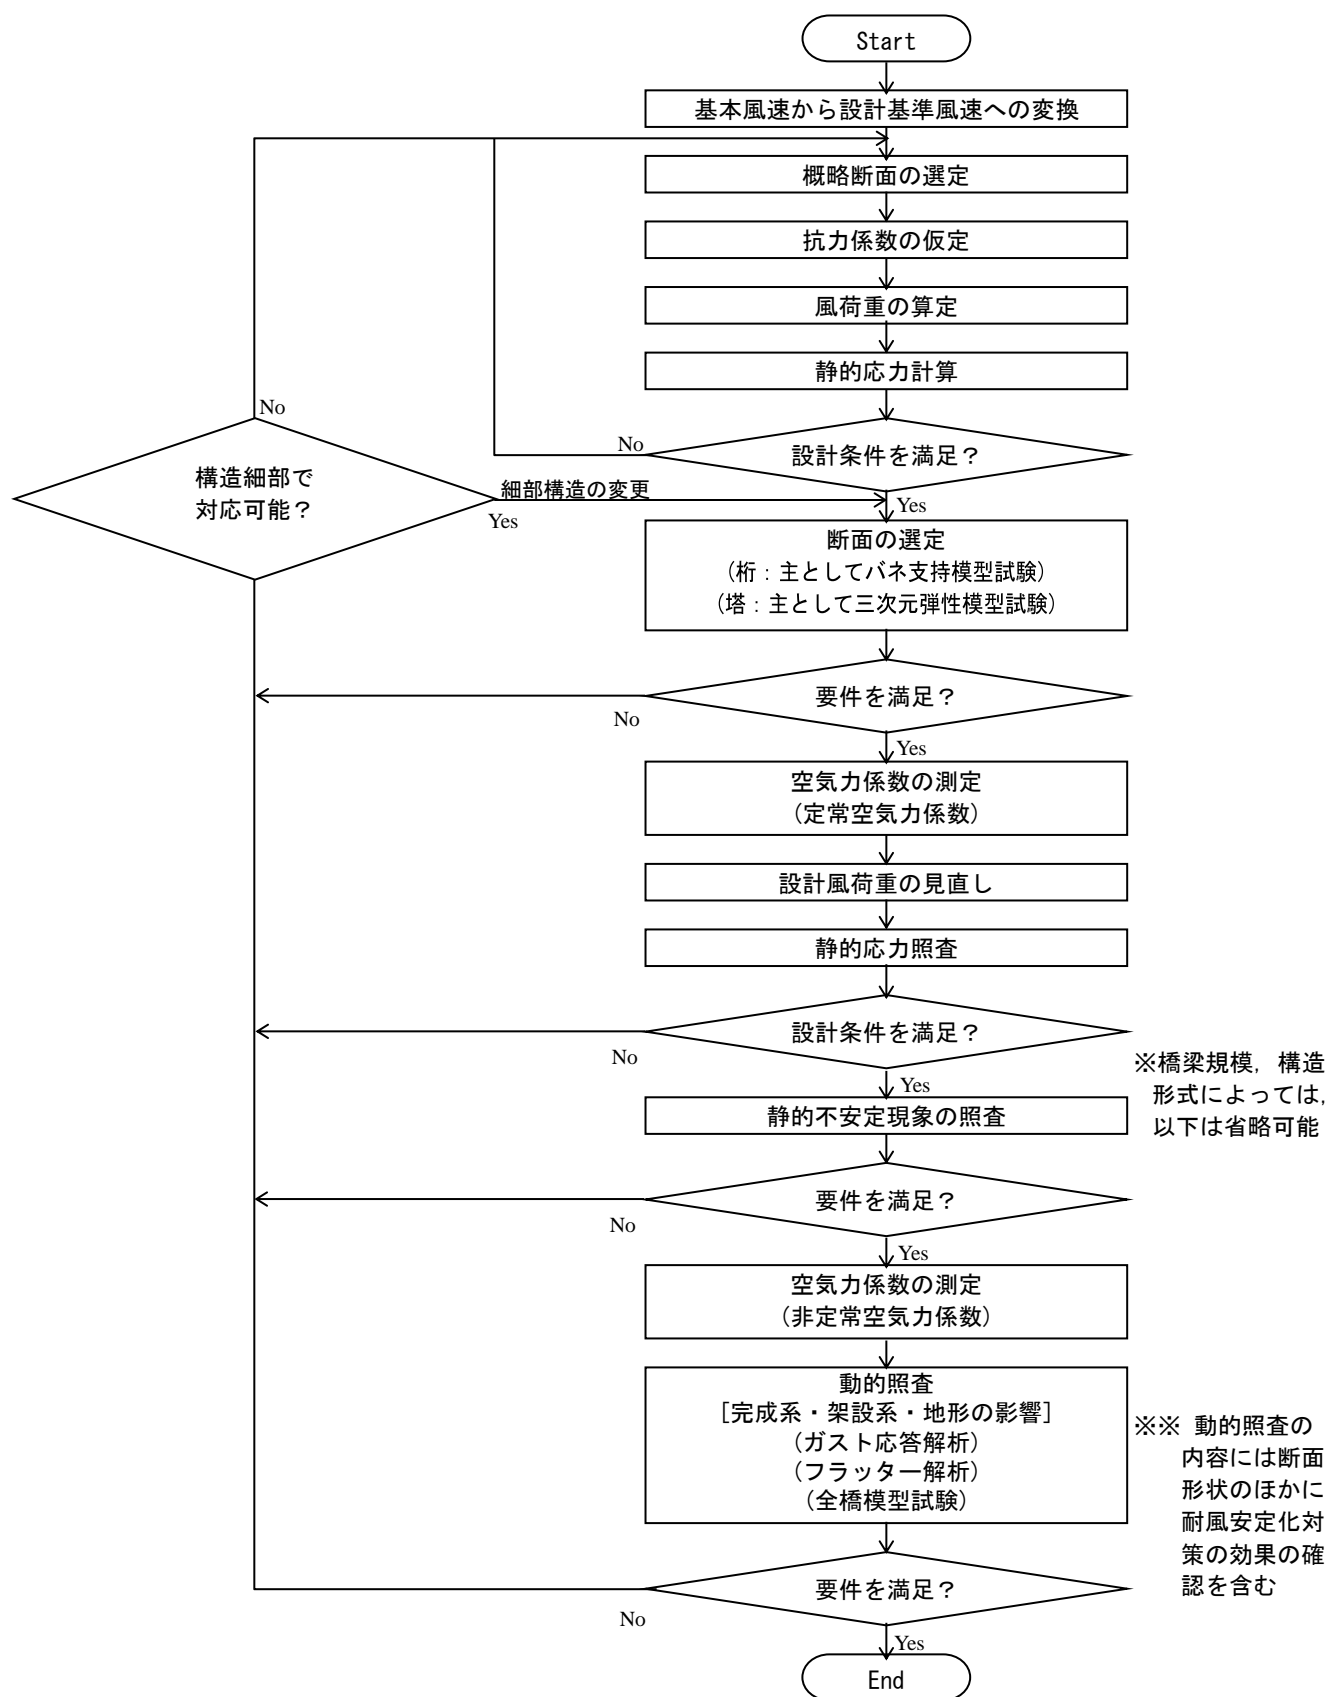 Start
基本風速から設計基準風速への変換
概略断面の選定
抗力係数の仮定
風荷重の算定
静的応力計算
No
設計条件を満足？
No
構造細部で
対応可能？
細部構造の変更
Yes
Yes
断面の選定
（桁：主としてバネ支持模型試験）
（塔：主として三次元弾性模型試験）
要件を満足？
No
Yes
空気力係数の測定
（定常空気力係数）
設計風荷重の見直し
静的応力照査
設計条件を満足？
No
Yes
※橋梁規模，構造
形式によっては，
以下は省略可能
静的不安定現象の照査
要件を満足？
No
Yes
空気力係数の測定
（非定常空気力係数）
動的照査
［完成系・架設系・地形の影響］
（ガスト応答解析）
（フラッター解析）
（全橋模型試験）
※※ 動的照査の
内容には断面
形状のほかに
耐風安定化対
策の効果の確
認を含む
要件を満足？
No
Yes
End